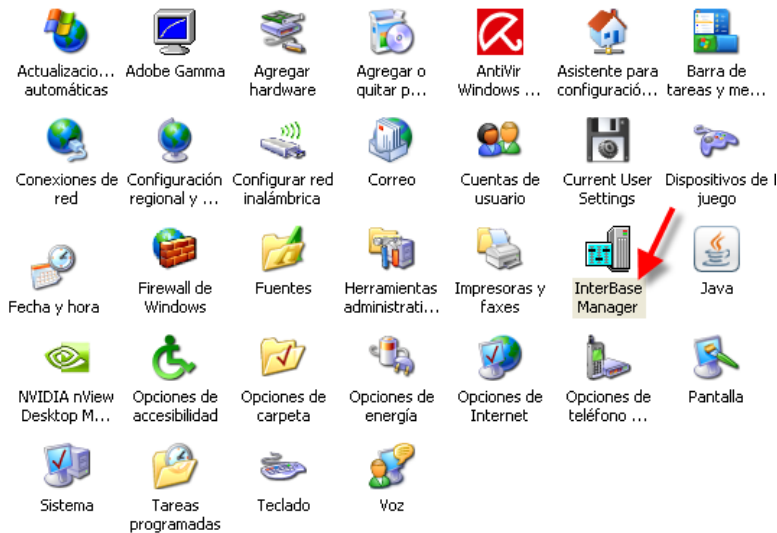 Actualizacio... Adobe Gamma Agregar Agregar o AntiVir Asistente para Barra de
automáticas hardware quitar p... Windows ... configuració... tareas y me...
Conexiones de Configuración Configurar red Correo Cuentas de Current User Dispositivos de
red regional y ... inalámbrica usuario Settings juego
Fecha y hora Firewall de Fuentes Herramientas Impresoras y InterBase Java
Windows administrati... faxes Manager
NVIDIA nView Opciones de Opciones de Opciones de Opciones de Opciones de Pantalla
Desktop M... accesibilidad carpeta energía Internet teléfono ...
Sistema Tareas Teclado Voz
programadas